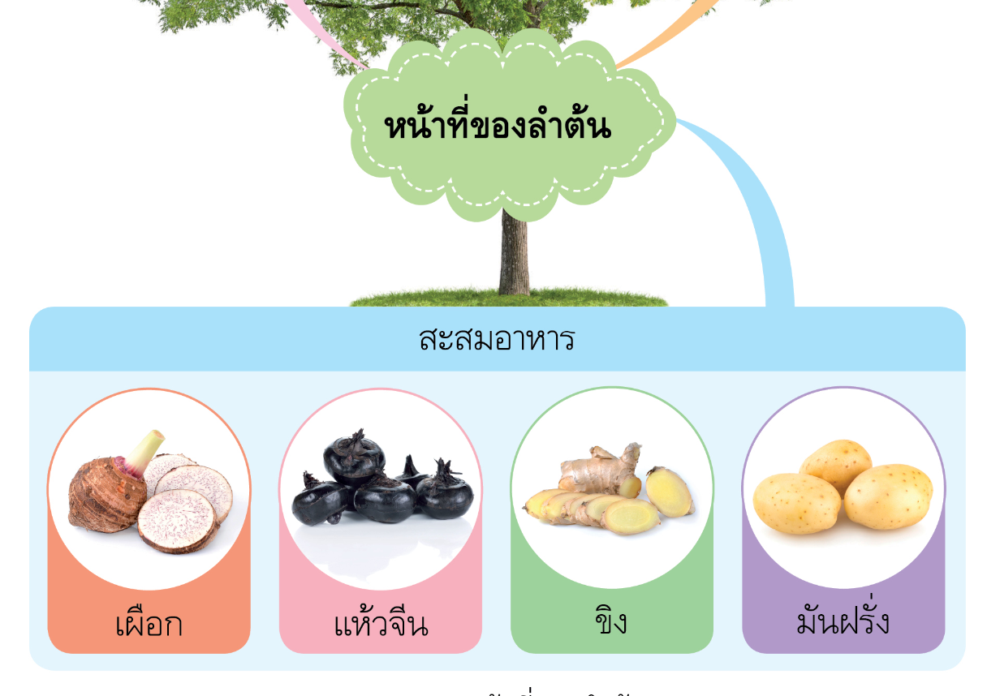 หน้าที่ของลำต้น
สะสมอาหาร
เผือก
แห้วจีน
ขิง
มันฝรั่ง